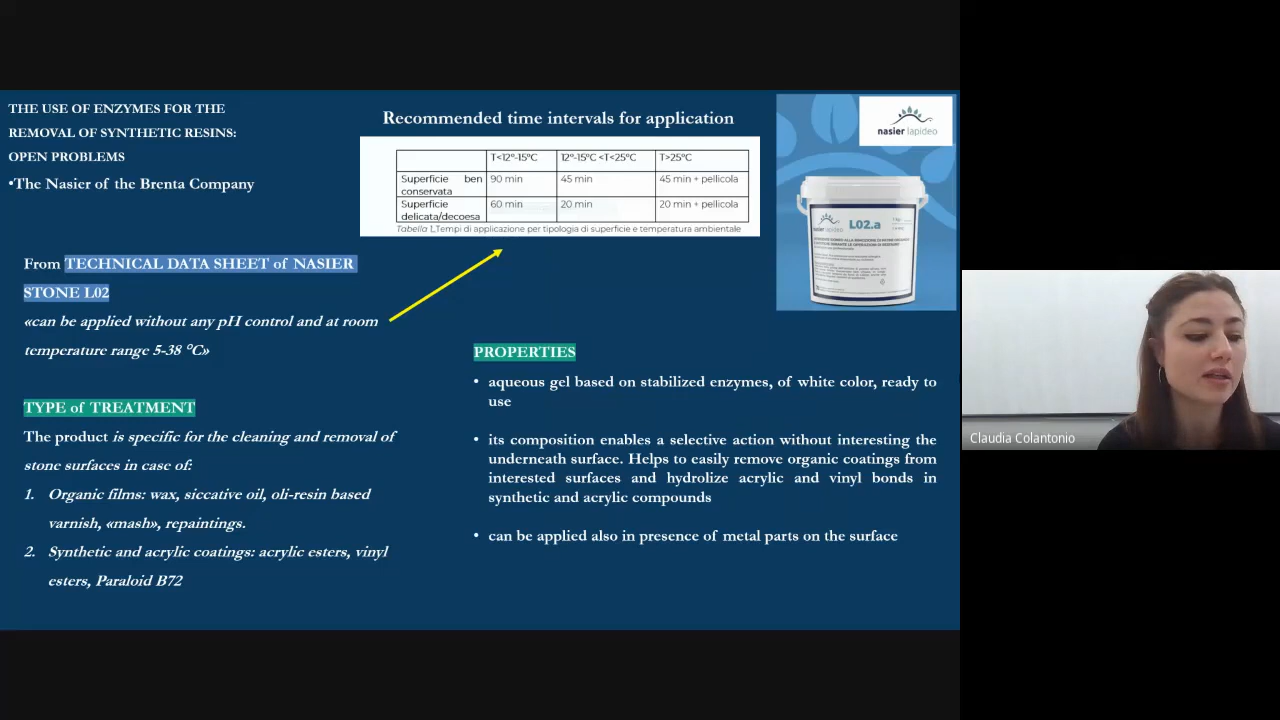 THE USE OF ENZYMES FOR THE
REMOVAL OF SYNTHETIC RESINS:
OPEN PROBLEMS
•The Nasier of the Brenta Company
From TECHNICAL DATA SHEET of NASIER
STONE L02
«can be applied without any pH control and at room
temperature range 5-38 °C»
TYPE of TREATMENT
The product is specific for the cleaning and removal of
stone surfaces in case of:
1. Organic films: wax, siccative oil, oli-resin based
varnish, «mash», repaintings.
2. Synthetic and acrylic coatings: acrylic esters, vinyl
esters, Paraloid B72
Recommended time intervals for application
T<12°-15°C 12°-15°C <T<25°C T>25°C
Superficie ben
conservata 90 min 45 min 45 min + pellicola
Superficie
delicata/decoesa 60 min 20 min 20 min + pellicola
Tabella 1,Tempi di applicazione per tipologia di superficie e temperatura ambientale
PROPERTIES
• aqueous gel based on stabilized enzymes, of white color, ready to
use
• its composition enables a selective action without interesting the
underneath surface. Helps to easily remove organic coatings from
interested surfaces and hydrolize acrylic and vinyl bonds in
synthetic and acrylic compounds
• can be applied also in presence of metal parts on the surface
nasier lapideo
nasier lapideo
L02.a
Claudia Colantonio